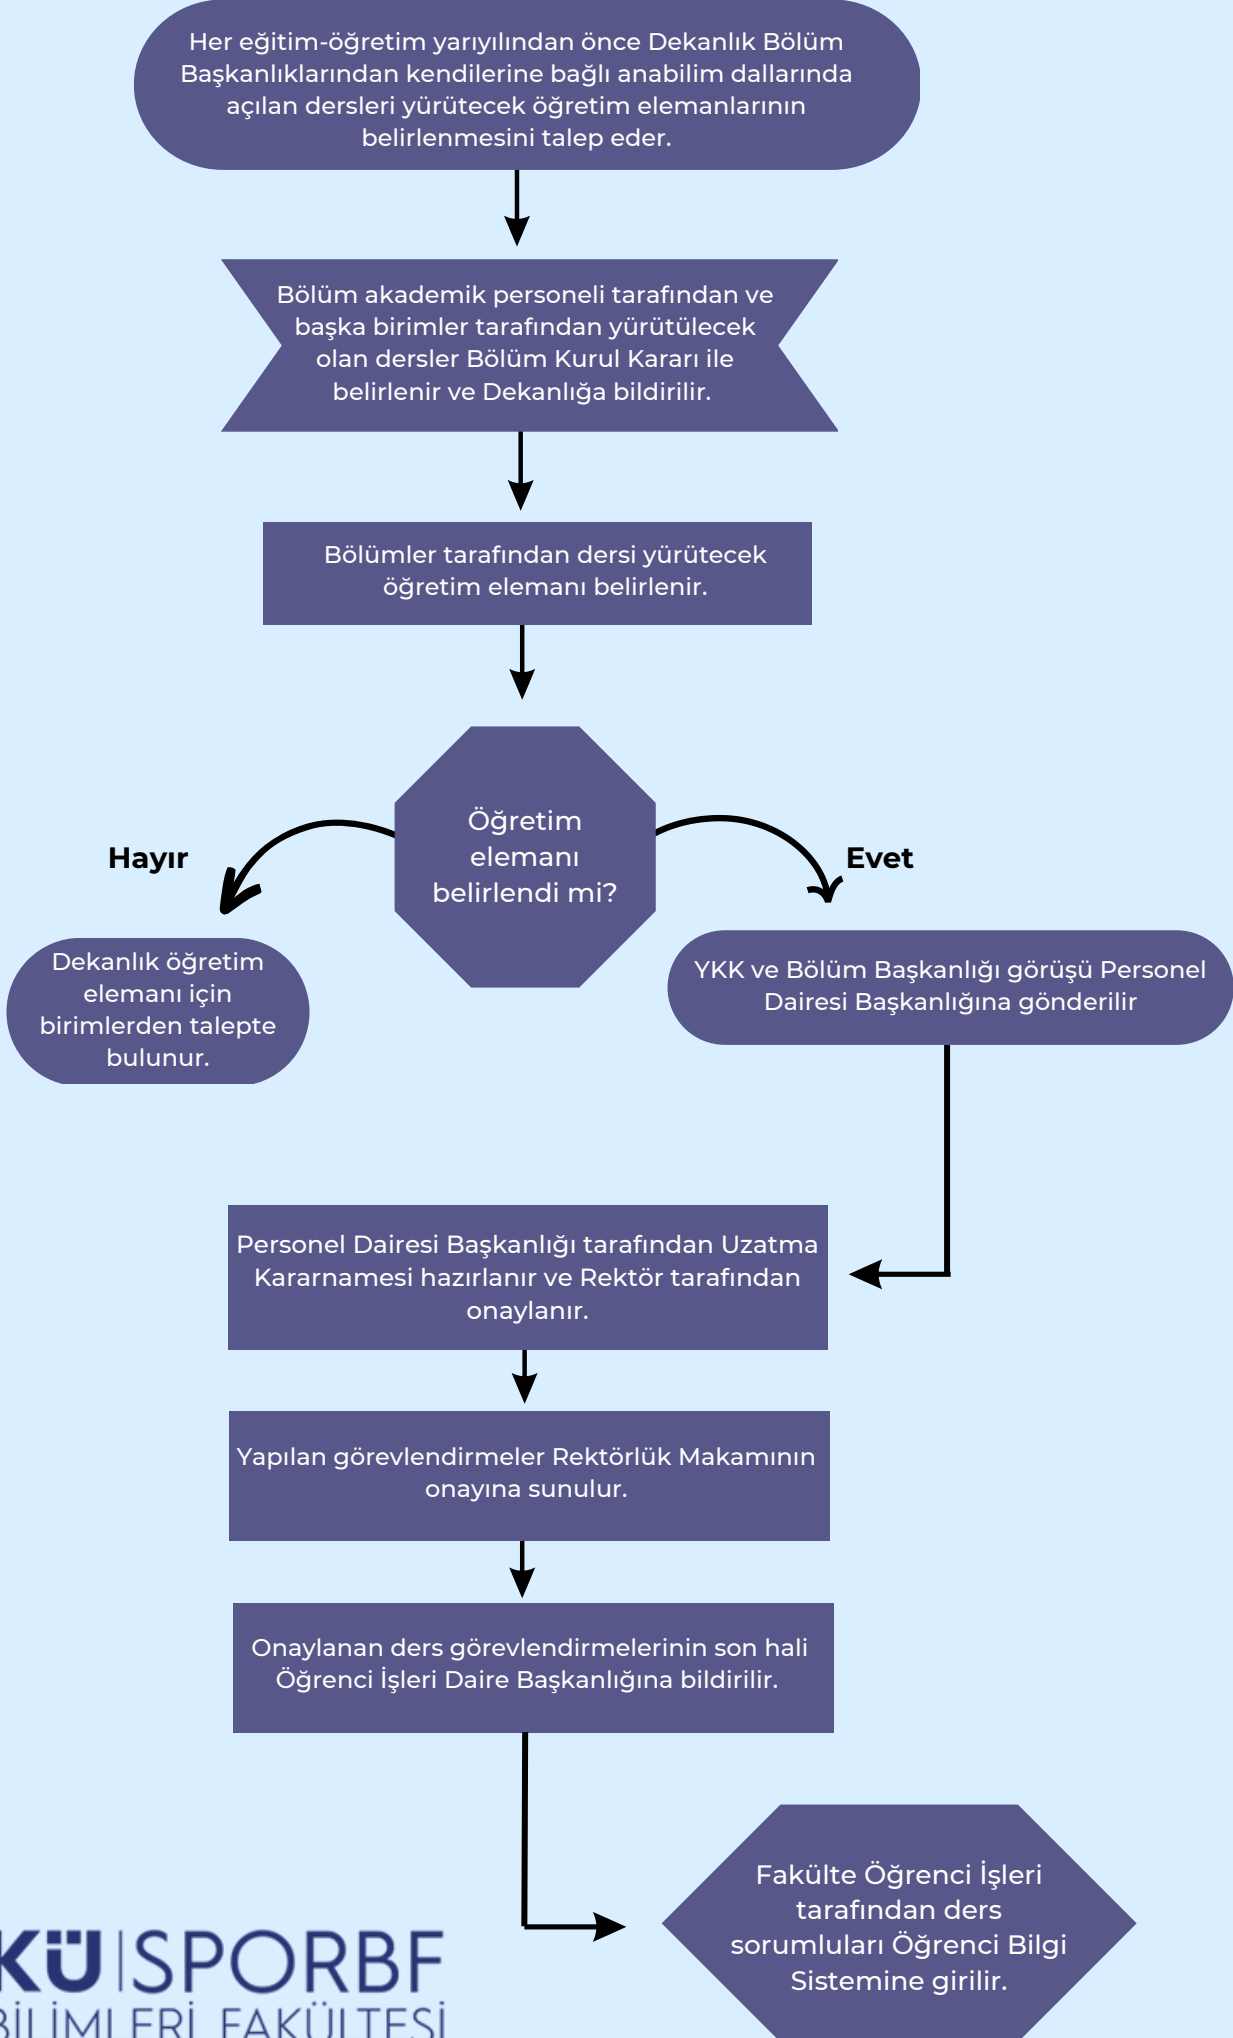 Her eğitim-öğretim yarıyılından önce Dekanlık Bölüm
Başkanlıklarından kendilerine bağlı anabilim dallarında
açılan dersleri yürütecek öğretim elemanlarının
belirlenmesini talep eder.
Bölüm akademik personeli tarafından ve
başka birimler tarafından yürütülecek
olan dersler Bölüm Kurul Kararı ile
belirlenir ve Dekanlığa bildirilir.
Bölümler tarafından dersi yürütecek
öğretim elemanı belirlenir.
Öğretim
elemanı
belirlendi mi?
Hayır
Evet
Dekanlık öğretim
elemanı için
birimlerden talepte
bulunur.
YKK ve Bölüm Başkanlığı görüşü Personel
Dairesi Başkanlığına gönderilir
Personel Dairesi Başkanlığı tarafından Uzatma
Kararnamesi hazırlanır ve Rektör tarafından
onaylanır.
Yapılan görevlendirmeler Rektörlük Makamının
onayına sunulur.
Onaylanan ders görevlendirmelerinin son hali
Öğrenci İşleri Daire Başkanlığına bildirilir.
Fakülte Öğrenci İşleri
tarafından ders
sorumluları Öğrenci Bilgi
Sistemine girilir.
KÜ SPORBF
BİLİMLERİ FAKÜLTESİ